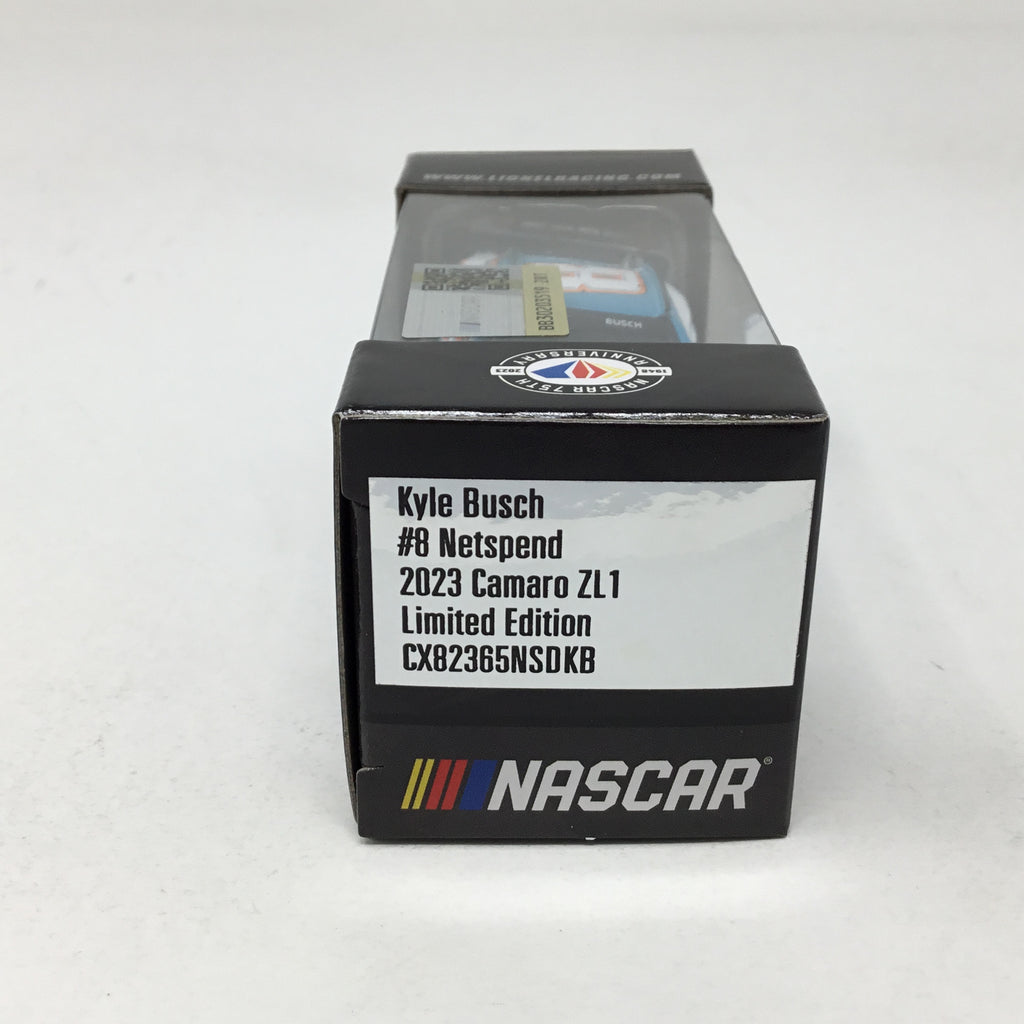 WWW.LIONELRACING.COM
8
BUSCH
NASCAR 75TH ANNIVERSARY
1948 2023
Kyle Busch
#8 Netspend
2023 Camaro ZL1
Limited Edition
CX82365NSDKB
NASCAR®